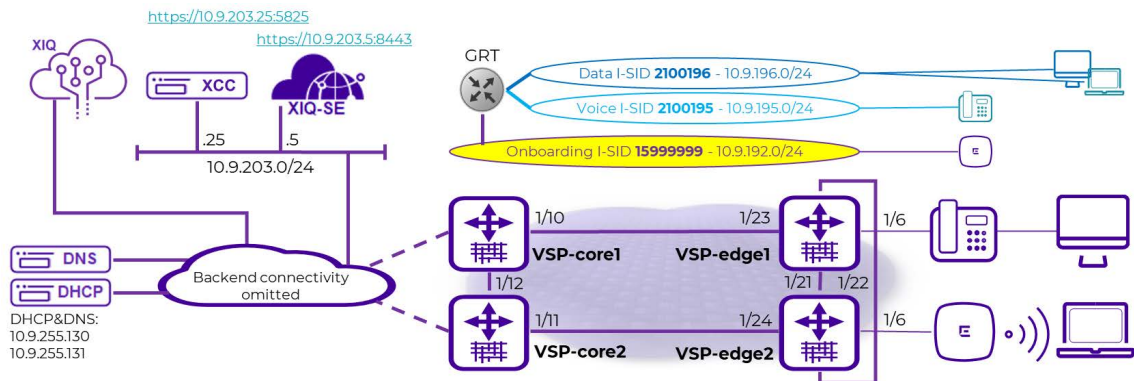 https://10.9.203.25:5825
https://10.9.203.5:8443
XIQ
XCC
XIQ-SE
.25
.5
10.9.203.0/24
GRT
Data I-SID 2100196 - 10.9.196.0/24
Voice I-SID 2100195 - 10.9.195.0/24
Onboarding I-SID 15999999 - 10.9.192.0/24
E
1/10
1/23
1/6
VSP-core1
VSP-edge1
DNS
DHCP
Backend connectivity
omitted
1/12
1/21
1/22
DHCP&DNS:
10.9.255.130
10.9.255.131
1/11
1/24
1/6
E
VSP-core2
VSP-edge2